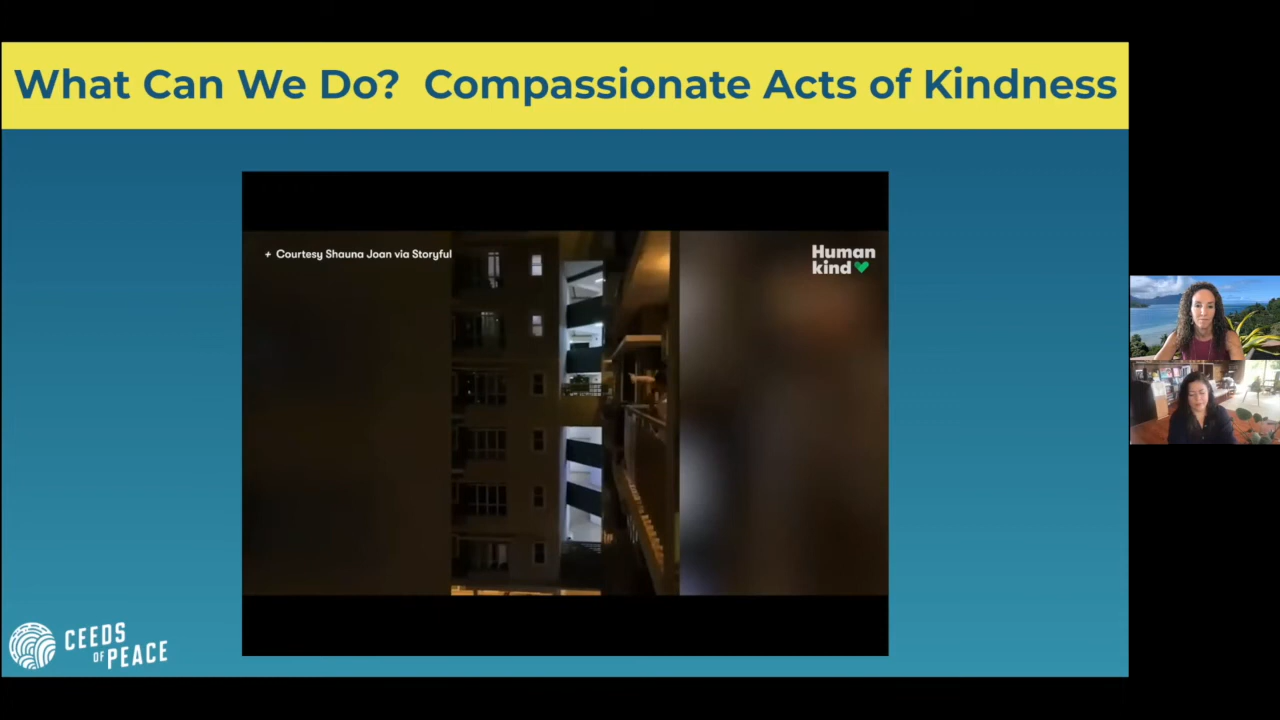 What Can We Do?  Compassionate Acts of Kindness
+ Courtesy Shauna Joan via Storyful
Human
kind
CEEDS
OF PEACE